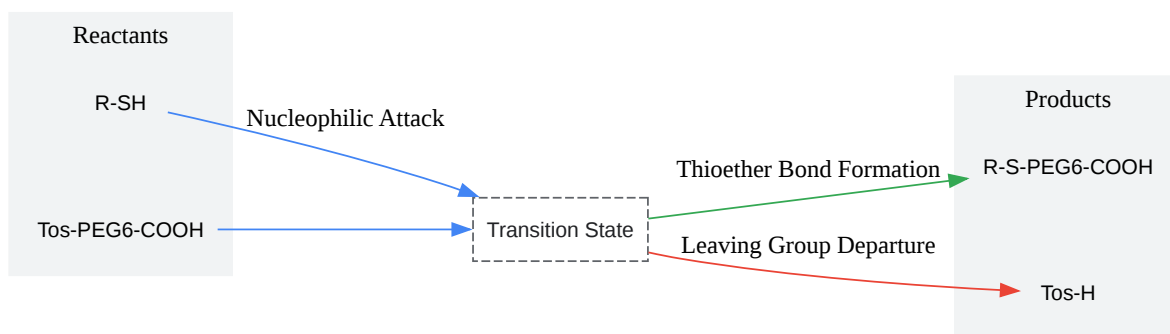 Reactants
R-SH
Nucleophilic Attack
Tos-PEG6-COOH
Transition State
Thioether Bond Formation
Leaving Group Departure
Products
R-S-PEG6-COOH
Tos-H